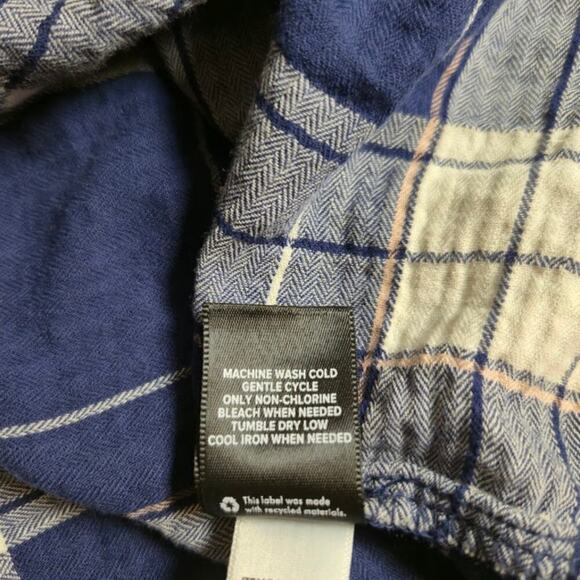 MACHINE WASH COLD
GENTLE CYCLE
ONLY NON-CHLORINE
BLEACH WHEN NEEDED
TUMBLE DRY LOW
COOL IRON WHEN NEEDED
This label was made
with recycled materials.